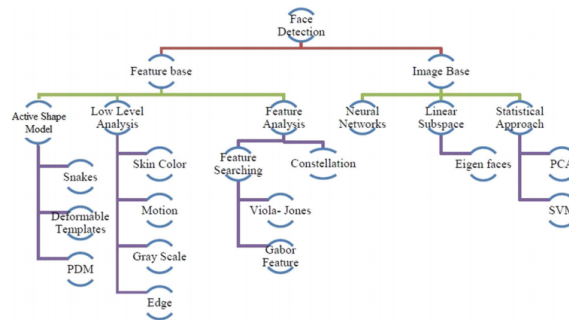 Face
Detection
Feature base
Image Base
Active Shape
Model
Low Level
Analysis
Feature
Analysis
Neural
Networks
Linear
Subspace
Statistical
Approach
Snakes
Deformable
Templates
PDM
Skin Color
Motion
Gray Scale
Edge
Feature
Searching
Constellation
Viola- Jones
Gabor
Feature
Eigen faces
PCA
SVM